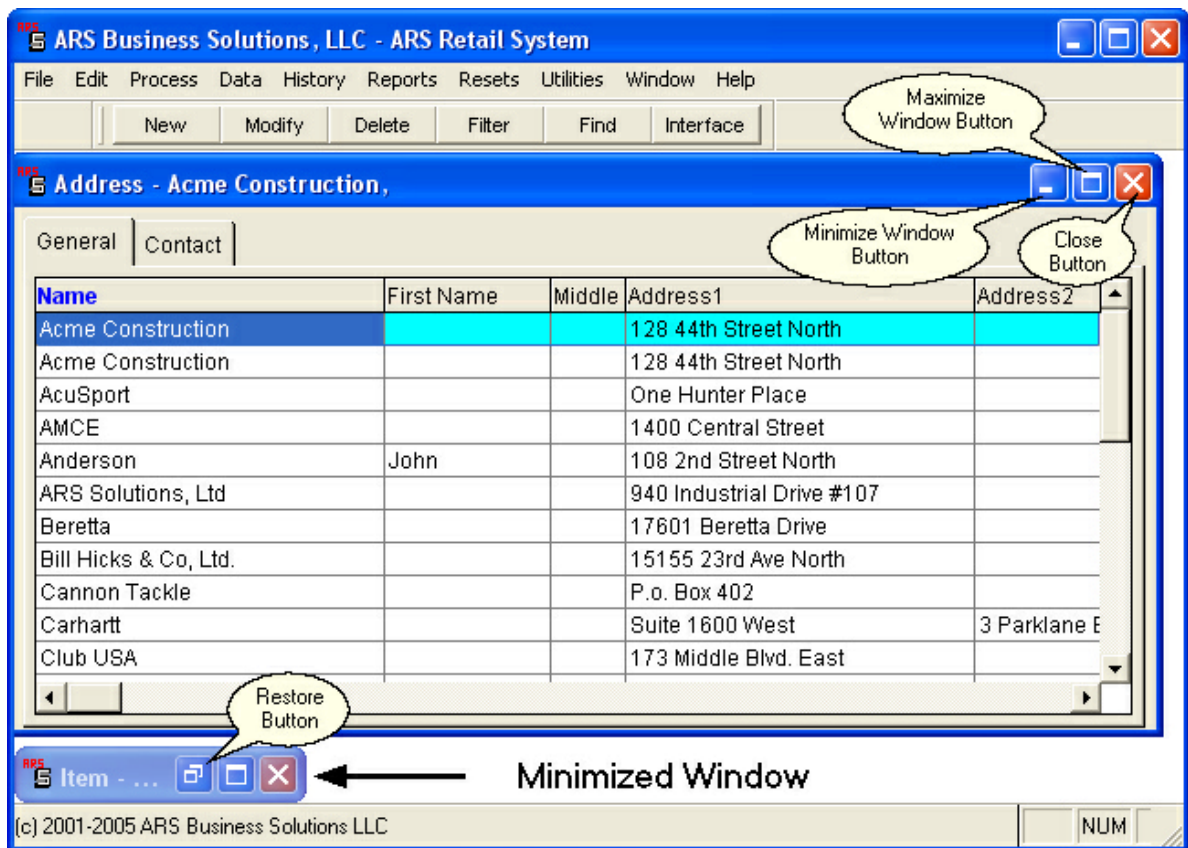 ARS
ARS Business Solutions, LLC - ARS Retail System
File Edit Process Data History Reports Resets Utilities Window Help
New Modify Delete Filter Find Interface
Maximize
Window Button
ARS
Address - Acme Construction,
General Contact
Minimize Window
Button
Close
Button
Name First Name Middle Address1 Address2
Acme Construction 128 44th Street North
Acme Construction 128 44th Street North
AcuSport One Hunter Place
AMCE 1400 Central Street
Anderson John 108 2nd Street North
ARS Solutions, Ltd 940 Industrial Drive #107
Beretta 17601 Beretta Drive
Bill Hicks & Co, Ltd. 15155 23rd Ave North
Cannon Tackle P.o. Box 402
Carhartt Suite 1600 West 3 Parklane
Club USA 173 Middle Blvd. East
Restore
Button
ARS
Item - ...
Minimized Window
(c) 2001-2005 ARS Business Solutions LLC NUM